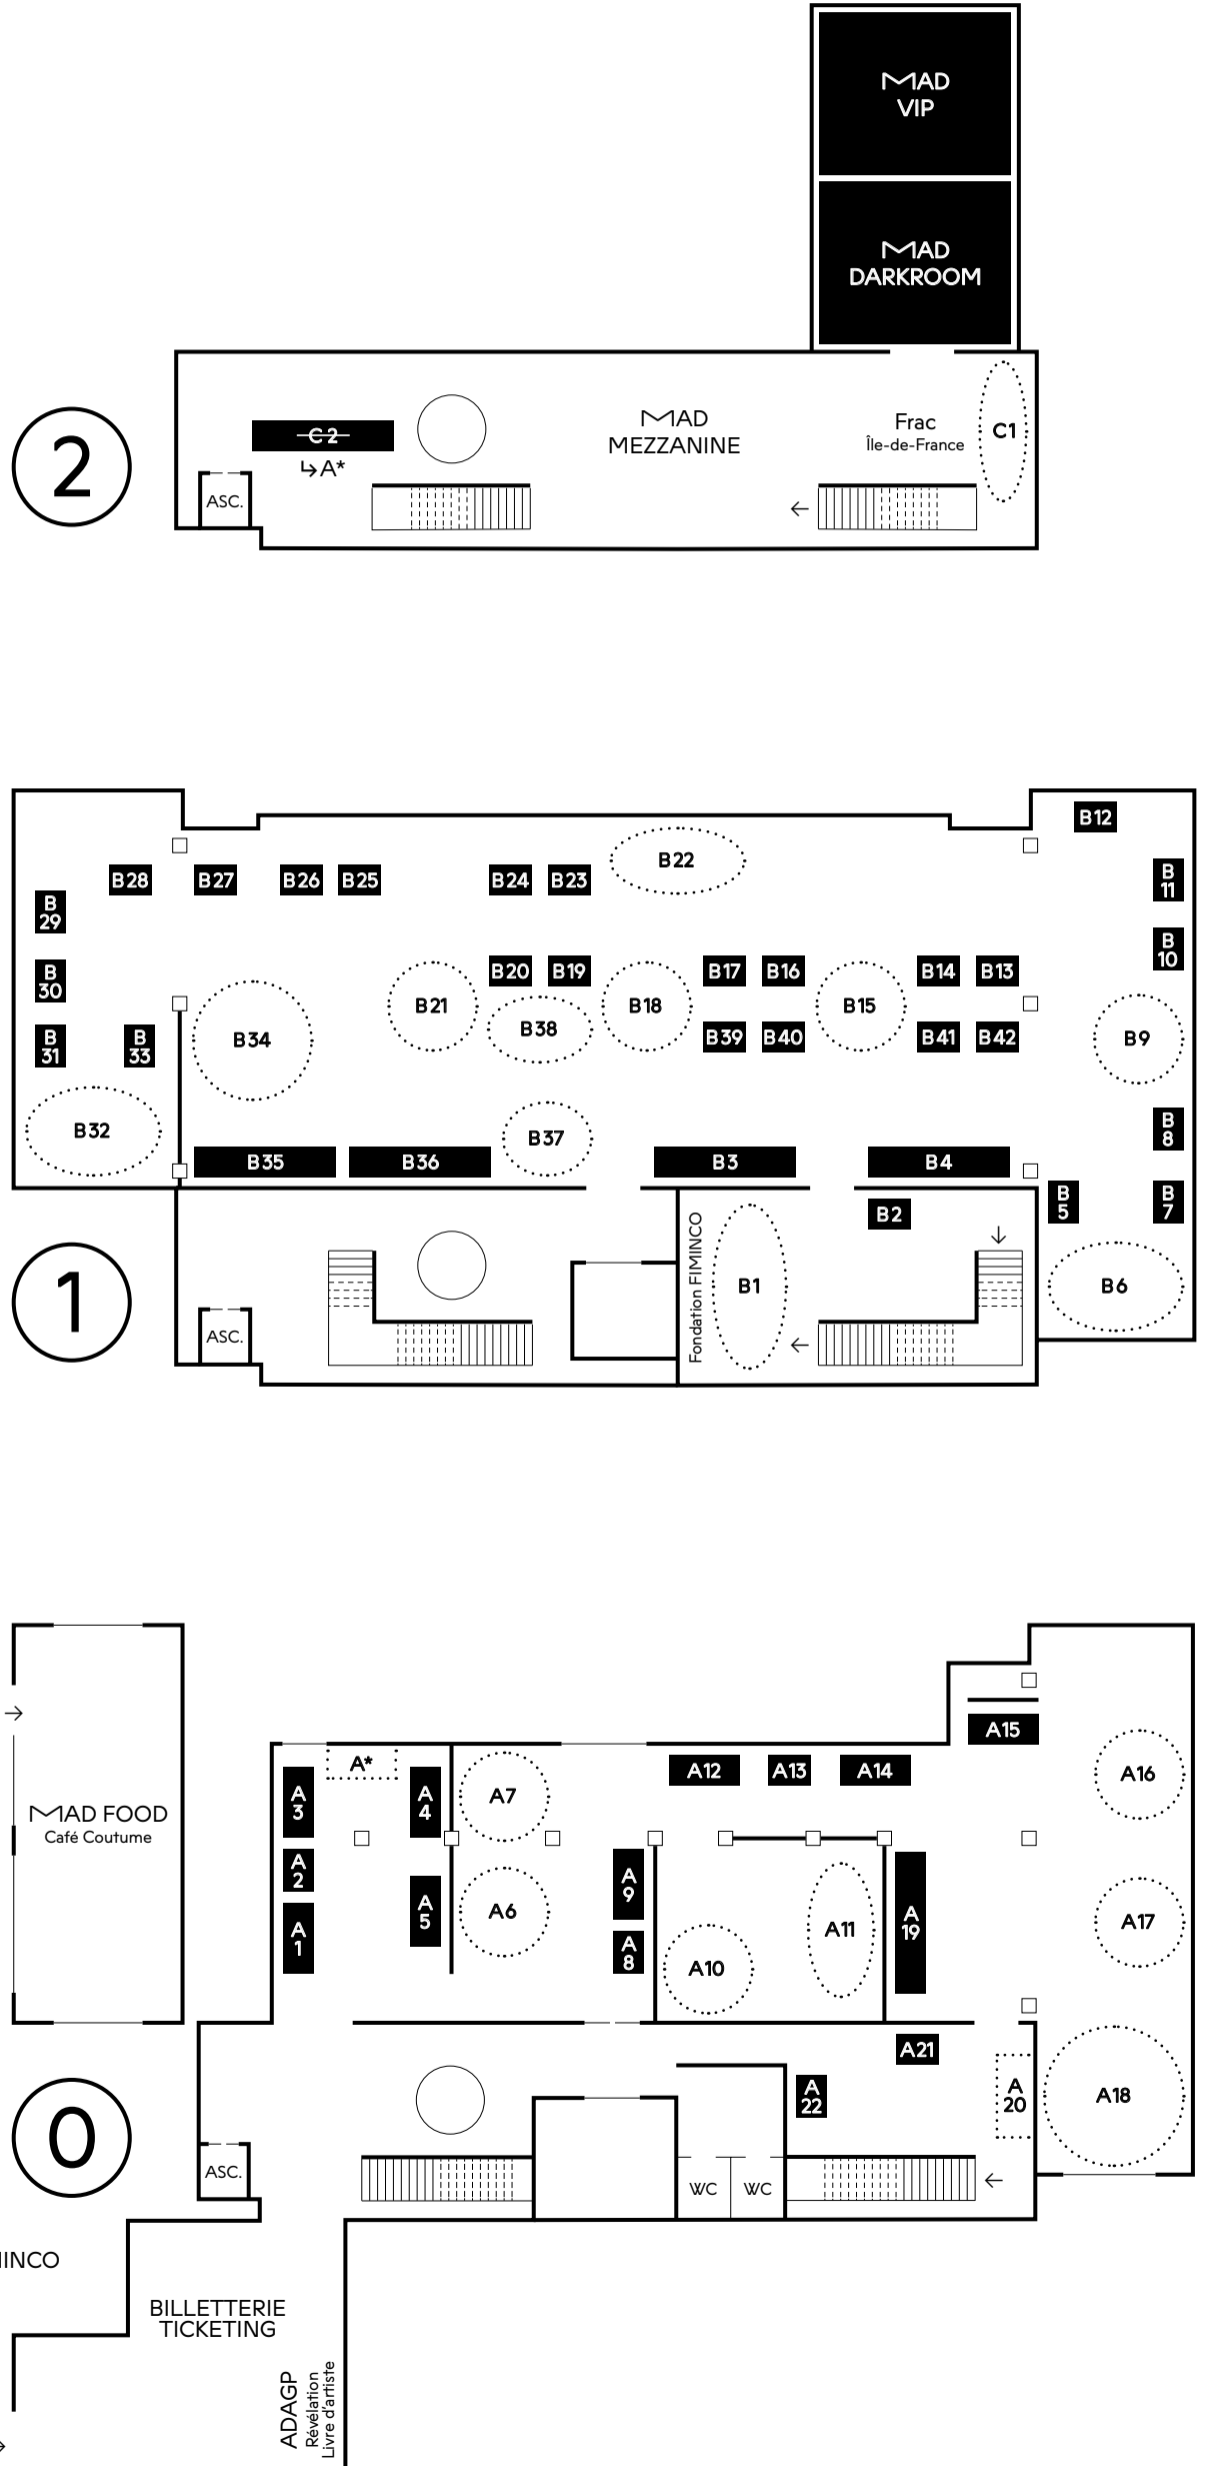 MAD
VIP
MAD
DARKROOM
2
C2
↳A*
ASC.
MAD
MEZZANINE
←
Frac
Île-de-France
C1
B12
B22
B28
B27
B26
B25
B24
B23
B
11
B
29
B
10
B
30
B20
B19
B17
B16
B14
B13
B21
B18
B15
B38
B34
B39
B40
B41
B42
B9
B
31
B
33
B32
B37
B
8
B35
B36
B3
B4
B
5
B
7
B2
1
Fondation FIMINCO
B1
B6
↓
ASC.
←
→
A*
A12
A13
A14
A15
A16
A
3
A
4
A7
MAD FOOD
Café Coutume
A
2
A
5
A6
A
9
A
1
A
8
A10
A11
A
19
A17
A21
A
22
A
20
A18
0
ASC.
WC
WC
←
INCO
BILLETTERIE
TICKETING
ADAGP
Révélation
Livre d'artiste